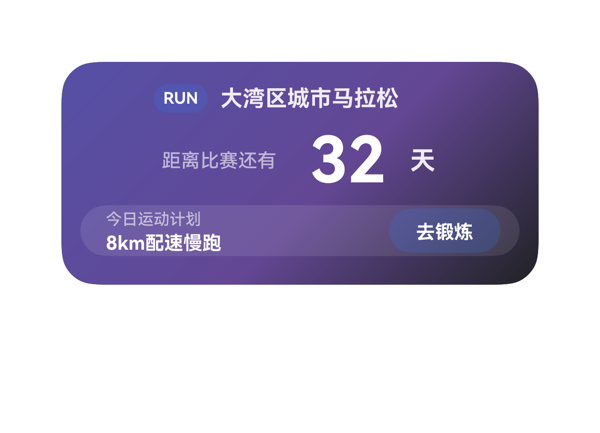 RUN 大湾区城市马拉松
距离比赛还有 32 天
今日运动计划
8km配速慢跑
去锻炼